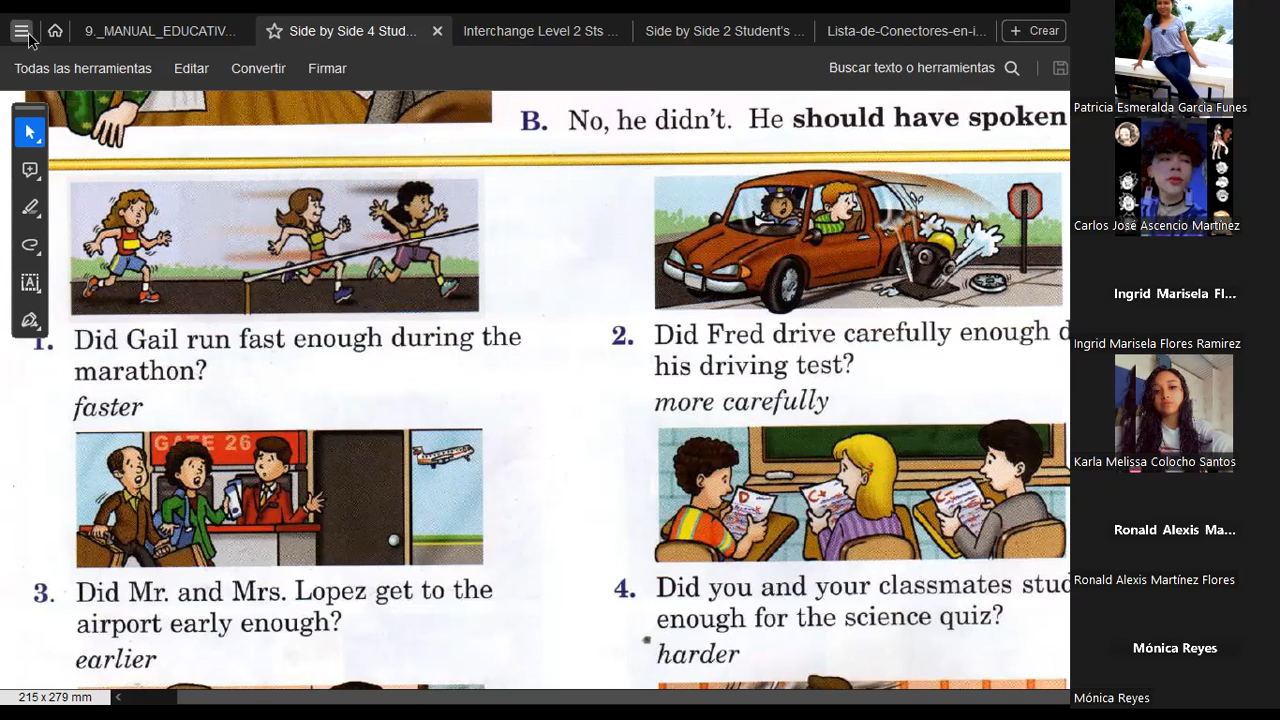 9._MANUAL_EDUCATIV...
Side by Side 4 Stud...
Interchange Level 2 Sts ...
Side by Side 2 Student's ...
Lista-de-Conectores-en-i...
Crear
Todas las herramientas
Editar
Convertir
Firmar
Buscar texto o herramientas
B. No, he didn't. He should have spoken
1. Did Gail run fast enough during the
marathon?
faster
2. Did Fred drive carefully enough d
his driving test?
more carefully
GATE 26
D
C+
C-
3. Did Mr. and Mrs. Lopez get to the
airport early enough?
earlier
4. Did you and your classmates stud
enough for the science quiz?
harder
215 x 279 mm
Patricia Esmeralda Garcia Funes
Carlos José Ascencio Martínez
Ingrid Marisela Fl...
Ingrid Marisela Flores Ramirez
Karla Melissa Colocho Santos
Ronald Alexis Ma...
Ronald Alexis Martínez Flores
Mónica Reyes
Mónica Reyes